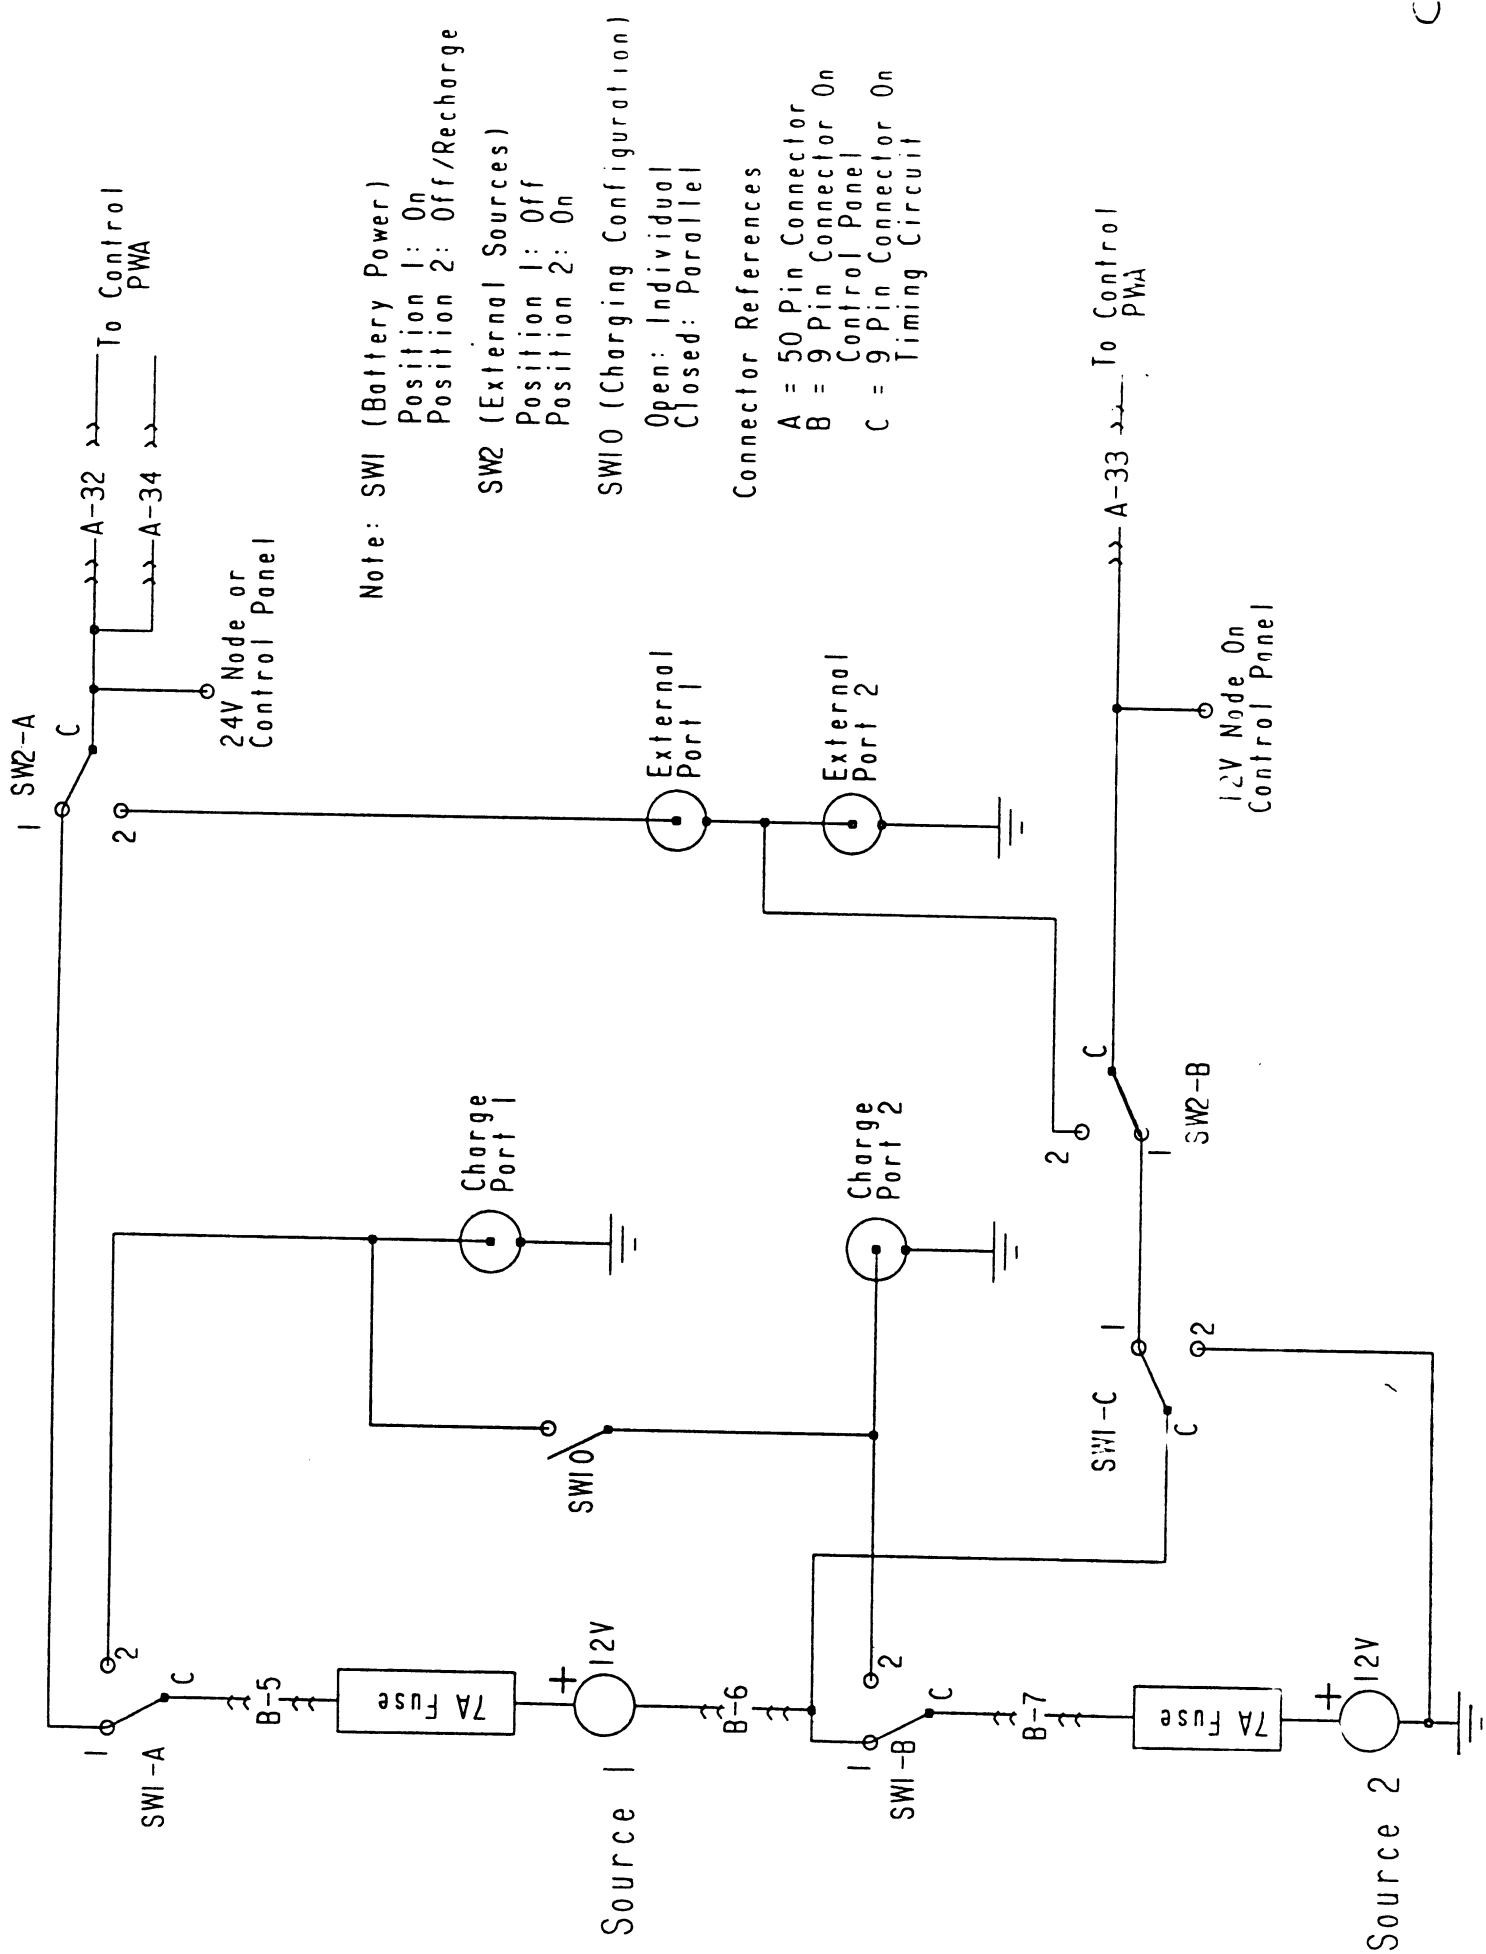 SW2-A
1
C
2
A-32
To Control
PWA
A-34
24V Node or
Control Panel
Note: SW1 (Battery Power)
Position 1: On
Position 2: Off/Recharge
SW2 (External Sources)
Position 1: Off
Position 2: On
SW10 (Charging Configuration)
Open: Individual
Closed: Parallel
Connector References
A = 50 Pin Connector
B = 9 Pin Connector On
Control Panel
C = 9 Pin Connector On
Timing Circuit
SW1-A
1
2
C
B-5
7A Fuse
+
12V
Source 1
B-6
Charge
Port 1
SW10
Charge
Port 2
External
Port 1
External
Port 2
SW1-B
1
2
C
B-7
7A Fuse
+
12V
Source 2
SW1-C
1
2
C
SW2-B
1
2
C
A-33
To Control
PWA
12V Node On
Control Panel
C